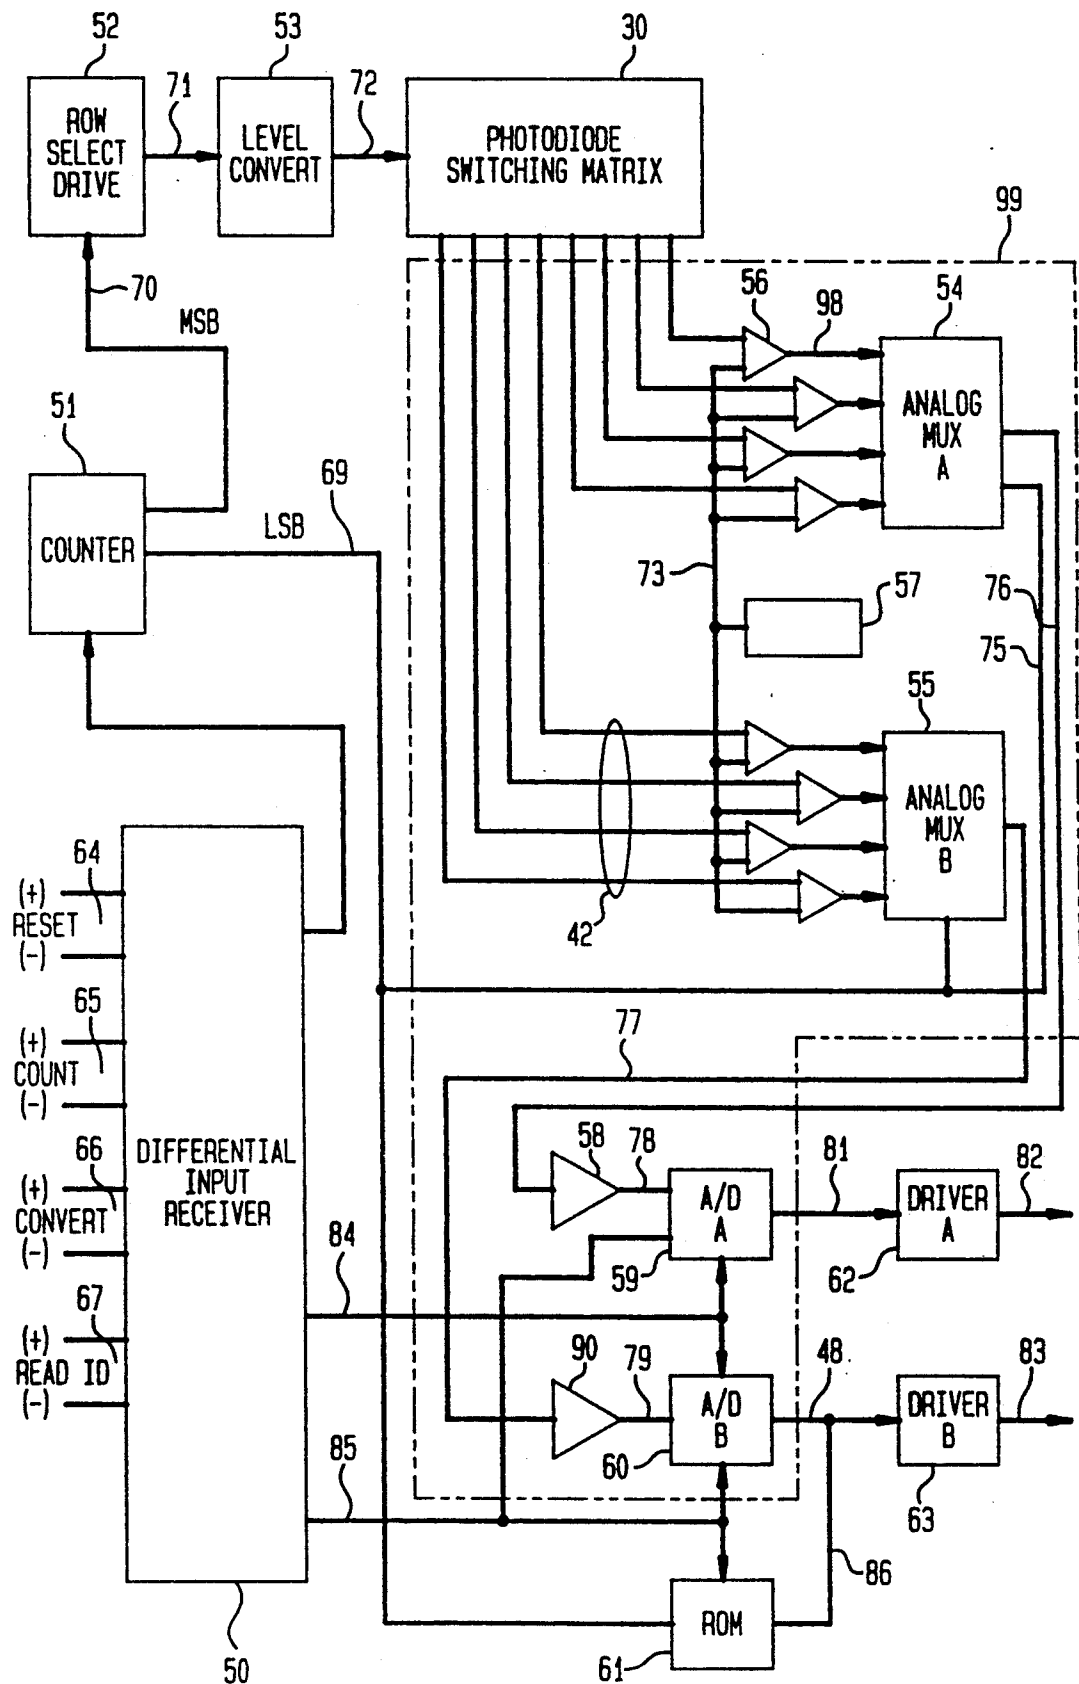 52
53
30
71
72
ROW
SELECT
DRIVE
LEVEL
CONVERT
PHOTODIODE
SWITCHING MATRIX
99
70
MSB
56
98
54
ANALOG
MUX
A
51
69
LSB
COUNTER
73
57
76
75
55
ANALOG
MUX
B
42
64
(+)
RESET
(-)
65
(+)
COUNT
(-)
66
(+)
CONVERT
(-)
67
(+)
READ ID
(-)
DIFFERENTIAL
INPUT
RECEIVER
77
58
78
A/D
A
59
81
DRIVER
A
62
82
84
90
79
A/D
B
60
48
DRIVER
B
63
83
85
86
ROM
61
50